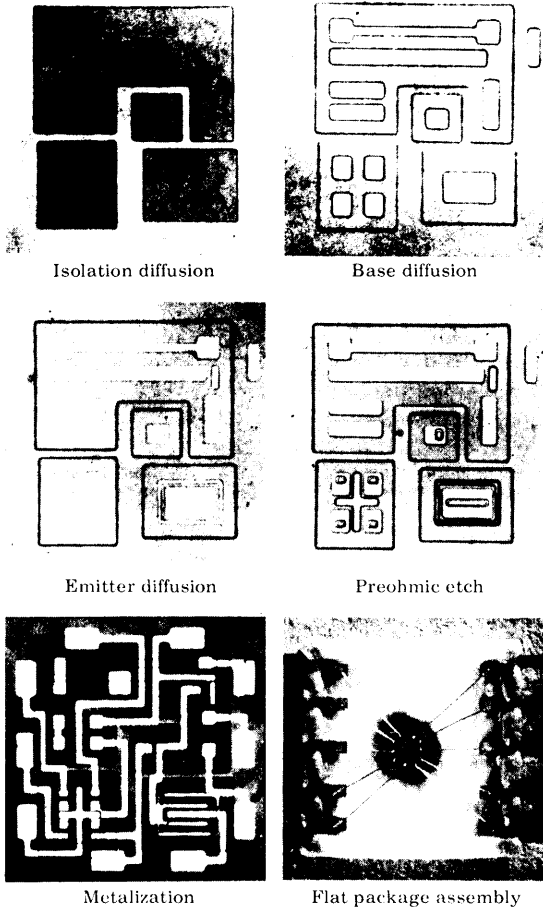 Isolation diffusion
Base diffusion
Emitter diffusion
Preohmic etch
Metalization
Flat package assembly